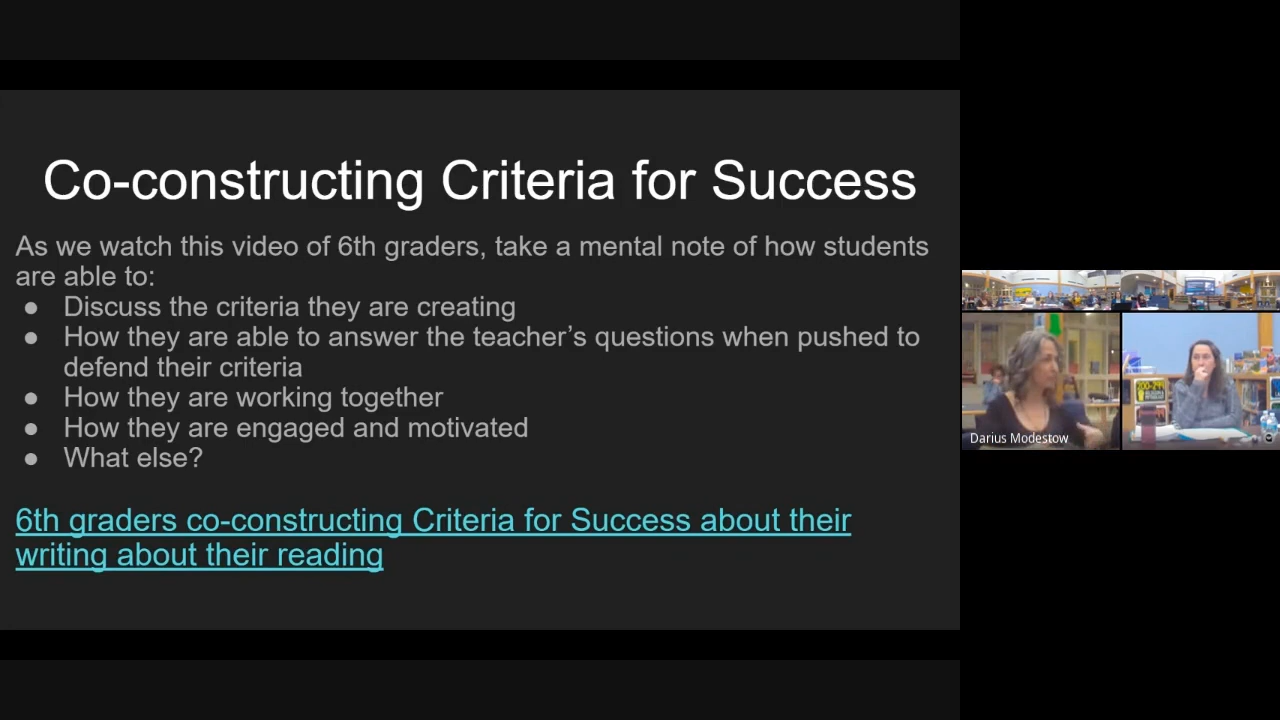 Co-constructing Criteria for Success
As we watch this video of 6th graders, take a mental note of how students
are able to:
● Discuss the criteria they are creating
● How they are able to answer the teacher’s questions when pushed to
defend their criteria
● How they are working together
● How they are engaged and motivated
● What else?
6th graders co-constructing Criteria for Success about their
writing about their reading
Darius Modestow